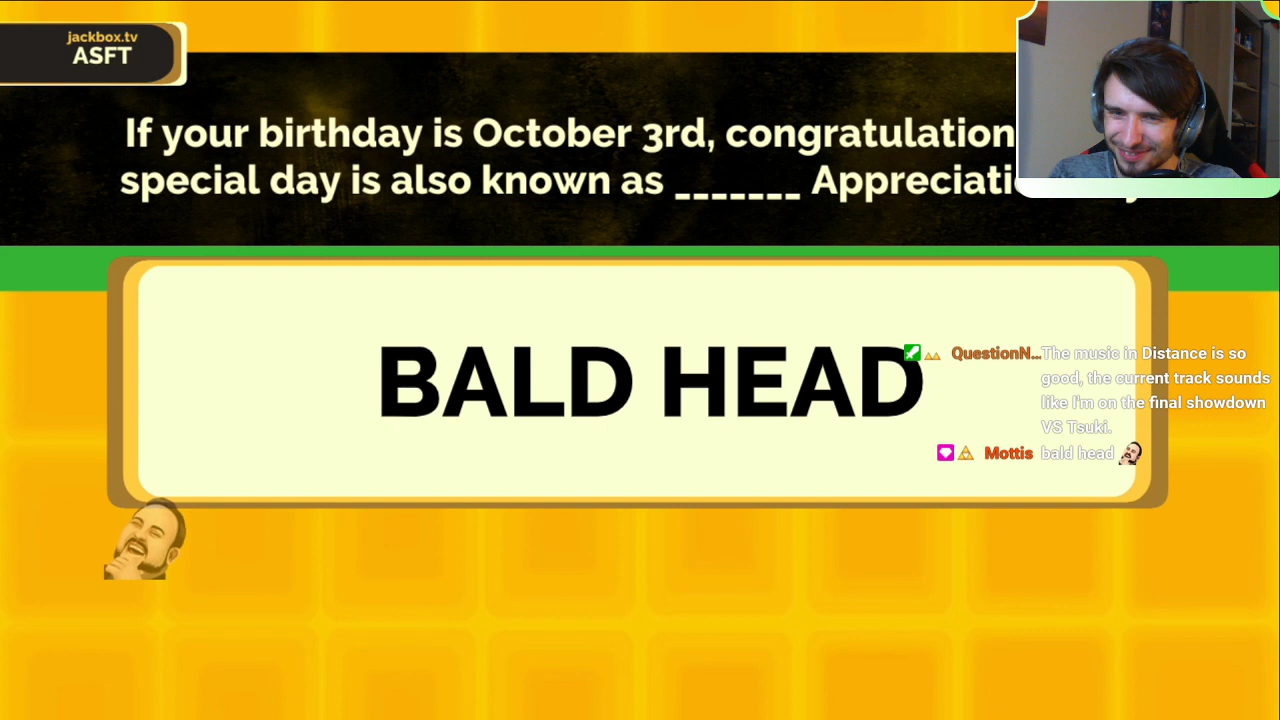 jackbox.tv
ASFT
If your birthday is October 3rd, congratulation
special day is also known as _______ Appreciati
BALD HEAD
QuestionN... The music in Distance is so
good, the current track sounds
like I'm on the final showdown
VS Tsuki.
Mottis bald head